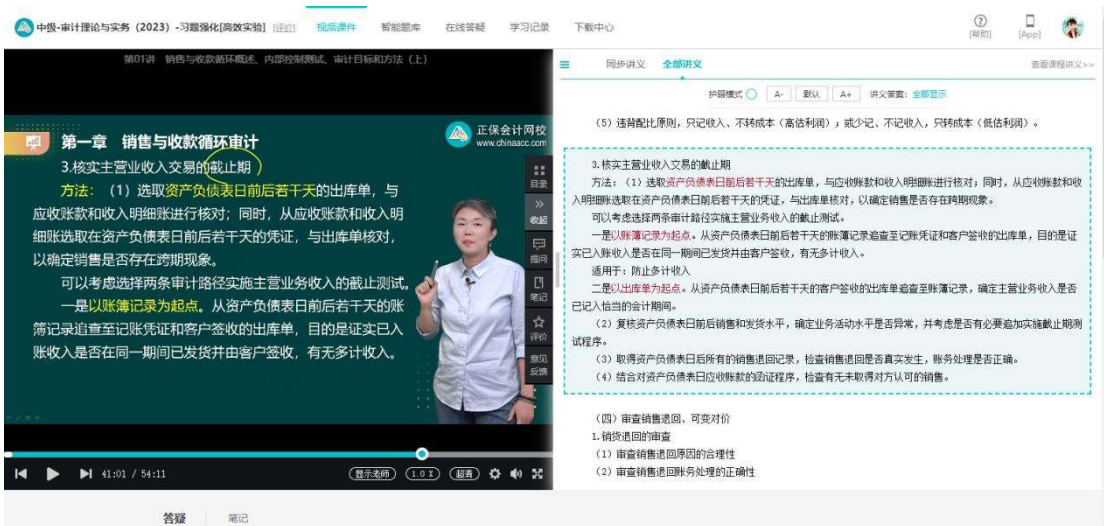 中级-审计理论与实务（2023）-习题强化[高效实验] [评价] 视频课件 智能题库 在线答疑 学习记录 下载中心 [帮助] [App]
第01讲 销售与收款循环概述、内部控制测试、审计目标和方法（上）
第一章 销售与收款循环审计
正保会计网校
www.chinaacc.com
3.核实主营业收入交易的截止期
方法：（1）选取资产负债表日前后若干天的出库单，与
应收账款和收入明细账进行核对；同时，从应收账款和收入明
细账选取在资产负债表日前后若干天的凭证，与出库单核对，
以确定销售是否存在跨期现象。
可以考虑选择两条审计路径实施主营业务收入的截止测试。
一是以账簿记录为起点。从资产负债表日前后若干天的账
簿记录追查至记账凭证和客户签收的出库单，目的是证实已入
账收入是否在同一期间已发货并由客户签收，有无多计收入。
目录
收起
提问
笔记
评价
意见
反馈
41:01 / 54:11 显示老师 1.0 X 超清
答疑 笔记
同步讲义 全部讲义 查看课程讲义>>
护眼模式 A- 默认 A+ 讲义答案：全部显示
（5）违背配比原则，只记收入、不转成本（高估利润）；或少记、不记收入，只转成本（低估利润）。
3.核实主营业收入交易的截止期
方法：（1）选取资产负债表日前后若干天的出库单，与应收账款和收入明细账进行核对；同时，从应收账款和收
入明细账选取在资产负债表日前后若干天的凭证，与出库单核对，以确定销售是否存在跨期现象。
可以考虑选择两条审计路径实施主营业务收入的截止测试。
一是以账簿记录为起点。从资产负债表日前后若干天的账簿记录追查至记账凭证和客户签收的出库单，目的是证
实已入账收入是否在同一期间已发货并由客户签收，有无多计收入。
适用于：防止多计收入
二是以出库单为起点。从资产负债表日前后若干天的客户签收的出库单追查至账簿记录，确定主营业务收入是否
已记入恰当的会计期间。
（2）复核资产负债表日前后销售和发货水平，确定业务活动水平是否异常，并考虑是否有必要追加实施截止期测
试程序。
（3）取得资产负债表日后所有的销售退回记录，检查销售退回是否真实发生，账务处理是否正确。
（4）结合对资产负债表日应收账款的函证程序，检查有无未取得对方认可的销售。
（四）审查销售退回、可变对价
1.销货退回的审查
（1）审查销售退回原因的合理性
（2）审查销售退回账务处理的正确性